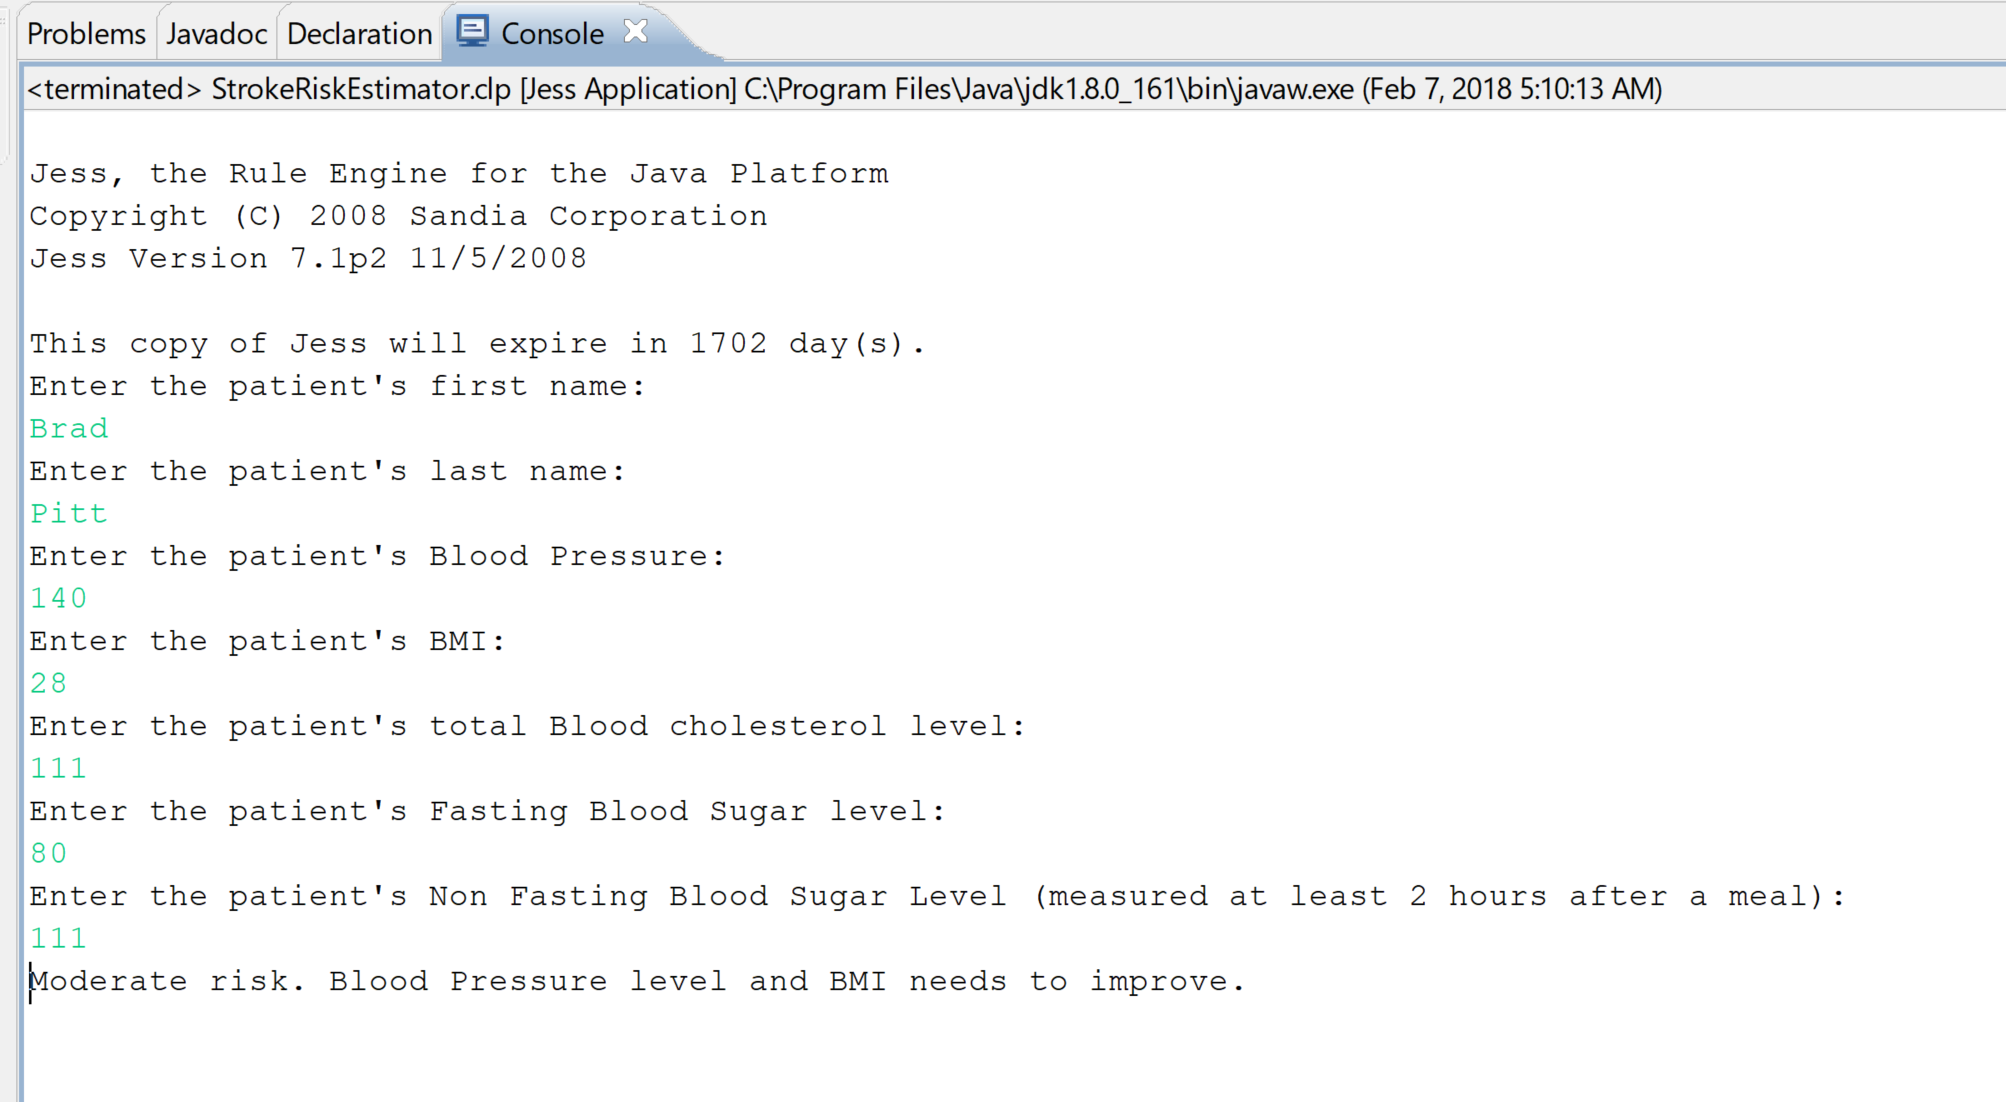 Problems Javadoc Declaration Console
<terminated> StrokeRiskEstimator.clp [Jess Application] C:\Program Files\Java\jdk1.8.0_161\bin\javaw.exe (Feb 7, 2018 5:10:13 AM)
Jess, the Rule Engine for the Java Platform
Copyright (C) 2008 Sandia Corporation
Jess Version 7.1p2 11/5/2008
This copy of Jess will expire in 1702 day(s).
Enter the patient's first name:
Brad
Enter the patient's last name:
Pitt
Enter the patient's Blood Pressure:
140
Enter the patient's BMI:
28
Enter the patient's total Blood cholesterol level:
111
Enter the patient's Fasting Blood Sugar level:
80
Enter the patient's Non Fasting Blood Sugar Level (measured at least 2 hours after a meal):
111
Moderate risk. Blood Pressure level and BMI needs to improve.